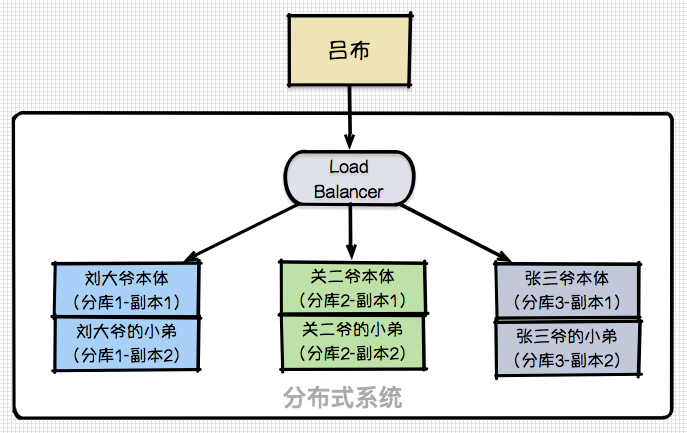 吕布
Load
Balancer
刘大爷本体
（分库1-副本1）
刘大爷的小弟
（分库1-副本2）
关二爷本体
（分库2-副本1）
关二爷的小弟
（分库2-副本2）
张三爷本体
（分库3-副本1）
张三爷的小弟
（分库3-副本2）
分布式系统